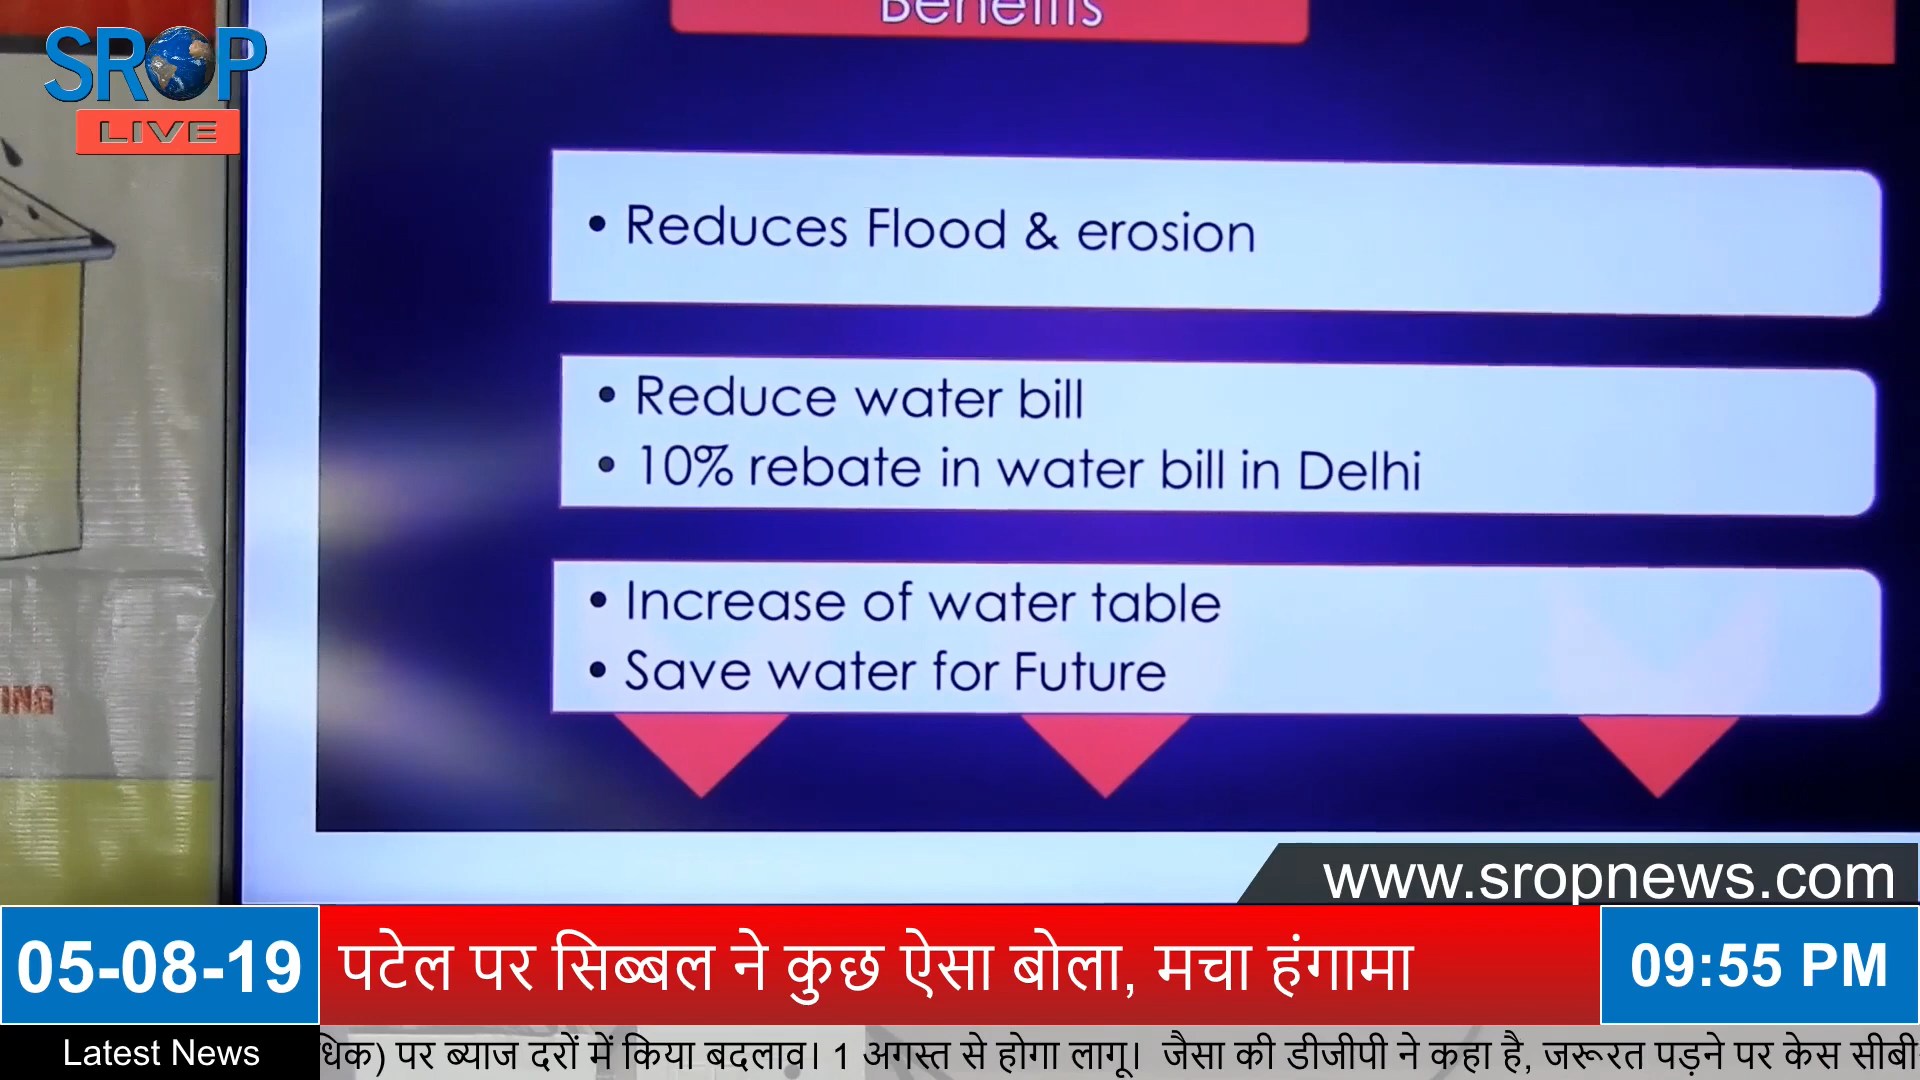 SROP
LIVE
Benefits
• Reduces Flood & erosion
• Reduce water bill
• 10% rebate in water bill in Delhi
• Increase of water table
• Save water for Future
ING
www.sropnews.com
05-08-19
पटेल पर सिब्बल ने कुछ ऐसा बोला, मचा हंगामा
09:55 PM
Latest News
धिक) पर ब्याज दरों में किया बदलाव। 1 अगस्त से होगा लागू। जैसा की डीजीपी ने कहा है, जरूरत पड़ने पर केस सीबी